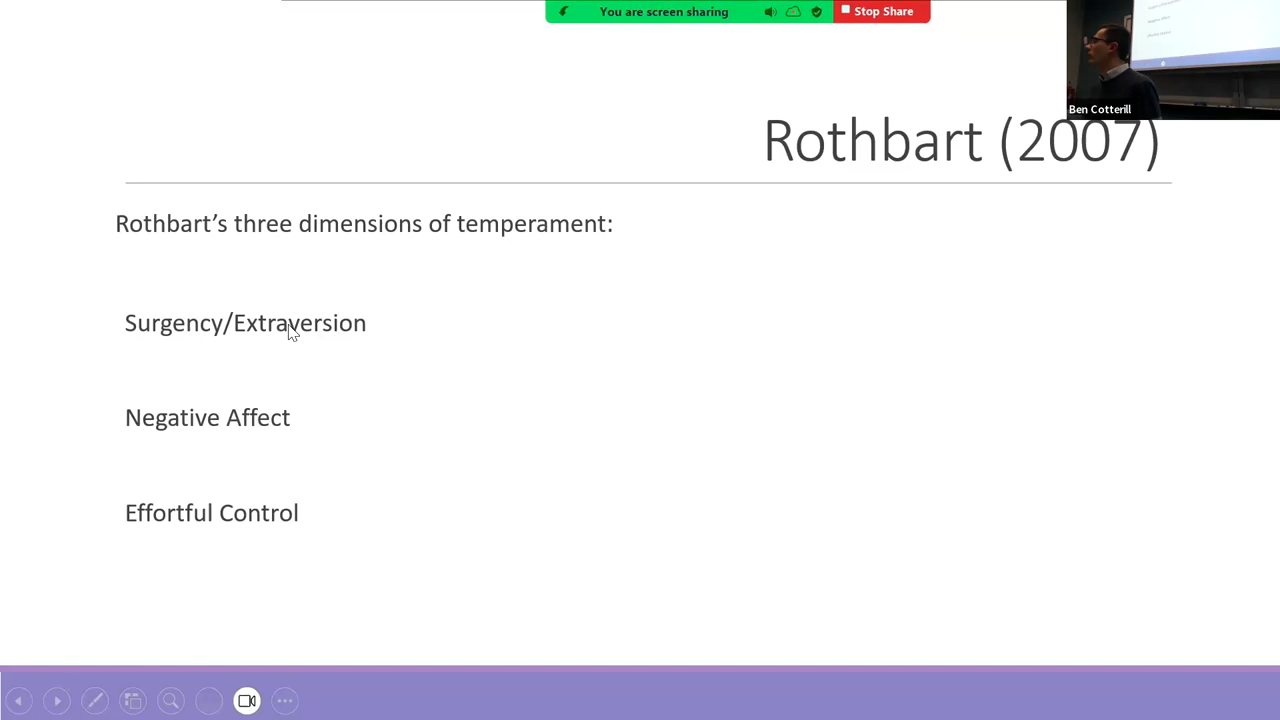 You are screen sharing
Stop Share
Ben Cotterill
Rothbart (2007)
Rothbart’s three dimensions of temperament:
Surgency/Extraversion
Negative Affect
Effortful Control